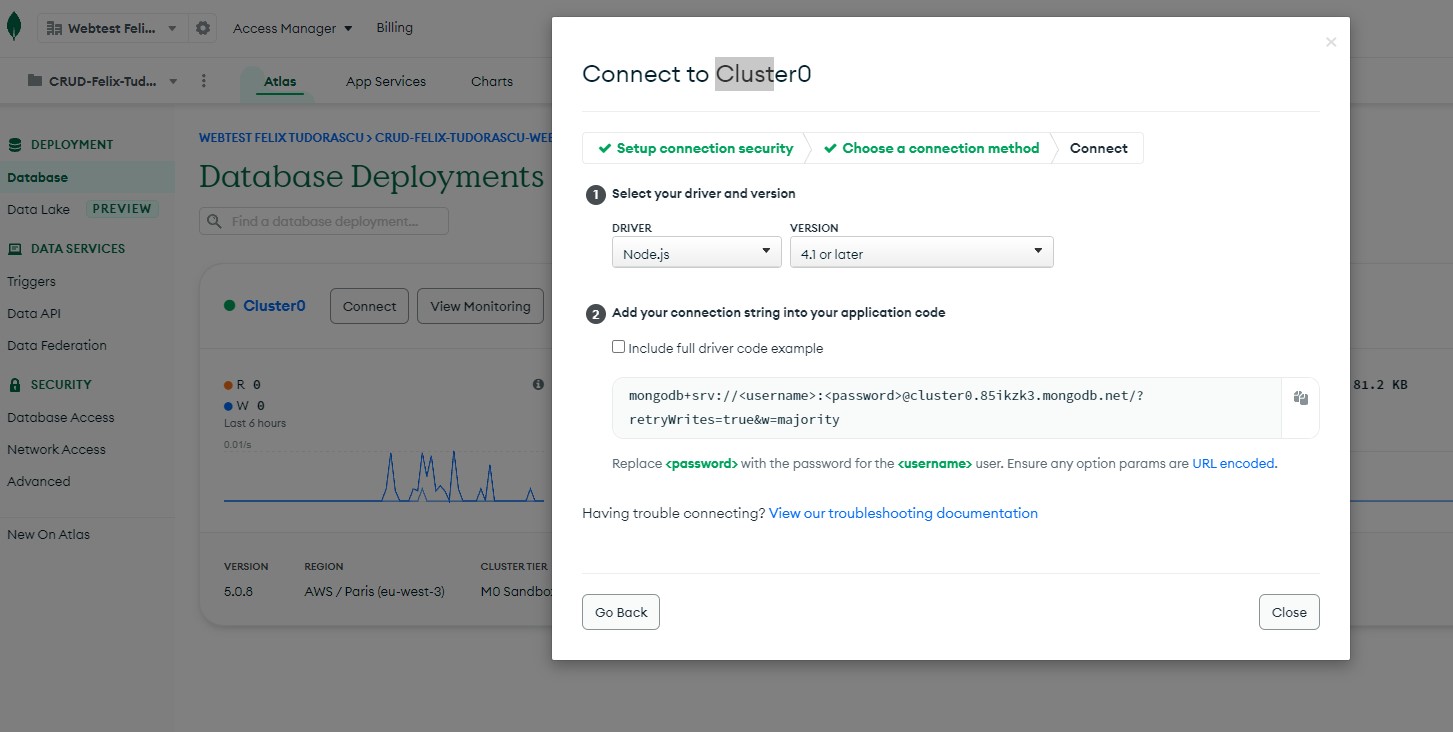 Webtest Feli...
Access Manager
Billing
CRUD-Felix-Tud...
Atlas
App Services
Charts
DEPLOYMENT
Database
Data Lake PREVIEW
DATA SERVICES
Triggers
Data API
Data Federation
SECURITY
Database Access
Network Access
Advanced
New On Atlas
WEBTEST FELIX TUDORASCU > CRUD-FELIX-TUDORASCU-WE
Database Deployments
Find a database deployment...
Cluster0
Connect
View Monitoring
R 0
W 0
Last 6 hours
0.01/s
81.2 KB
VERSION
REGION
CLUSTER TIER
5.0.8
AWS / Paris (eu-west-3)
M0 Sandbo
Connect to Cluster0
Setup connection security
Choose a connection method
Connect
1 Select your driver and version
DRIVER
VERSION
Node.js
4.1 or later
2 Add your connection string into your application code
Include full driver code example
mongodb+srv://<username>:<password>@cluster0.85ikzk3.mongodb.net/?
retryWrites=true&w=majority
Replace <password> with the password for the <username> user. Ensure any option params are URL encoded.
Having trouble connecting? View our troubleshooting documentation
Go Back
Close